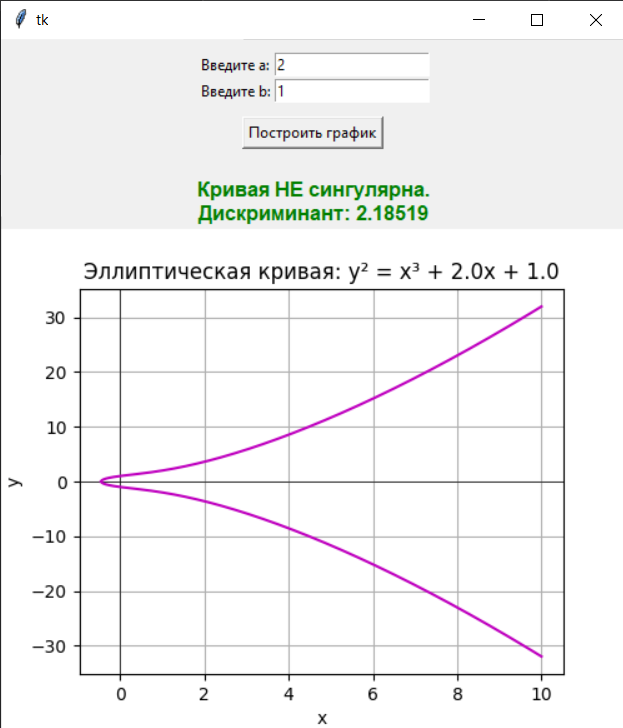 tk
Введите a: 2
Введите b: 1
Построить график
Кривая НЕ сингулярна.
Дискриминант: 2.18519
Эллиптическая кривая: y² = x³ + 2.0x + 1.0
30
20
10
0
−10
−20
−30
y
0 2 4 6 8 10
x